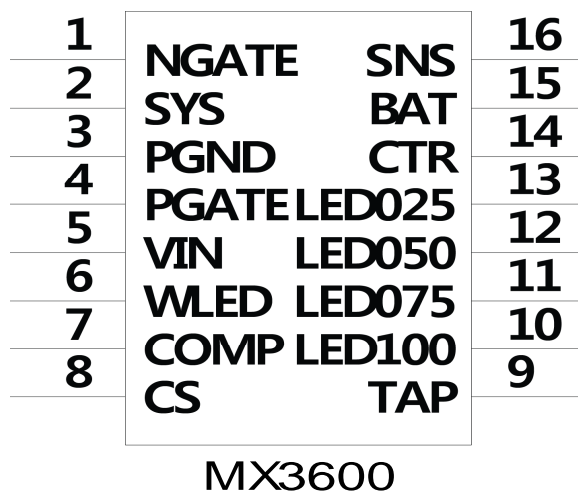 1 NGATE SNS 16
2 SYS BAT 15
3 PGND CTR 14
4 PGATE LED025 13
5 VIN LED050 12
6 WLED LED075 11
7 COMP LED100 10
8 CS TAP 9
MX3600